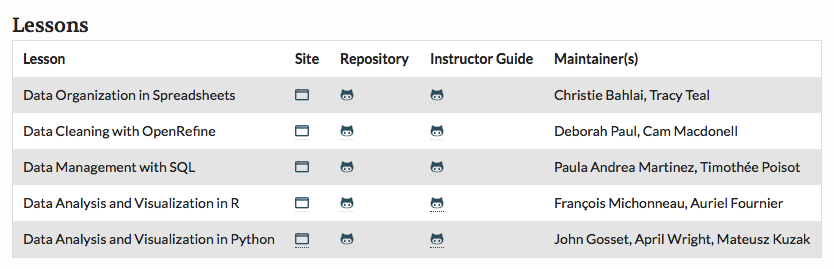 Lessons
Lesson Site Repository Instructor Guide Maintainer(s)
Data Organization in Spreadsheets Christie Bahlai, Tracy Teal
Data Cleaning with OpenRefine Deborah Paul, Cam Macdonell
Data Management with SQL Paula Andrea Martinez, Timothée Poisot
Data Analysis and Visualization in R François Michonneau, Auriel Fournier
Data Analysis and Visualization in Python John Gosset, April Wright, Mateusz Kuzak